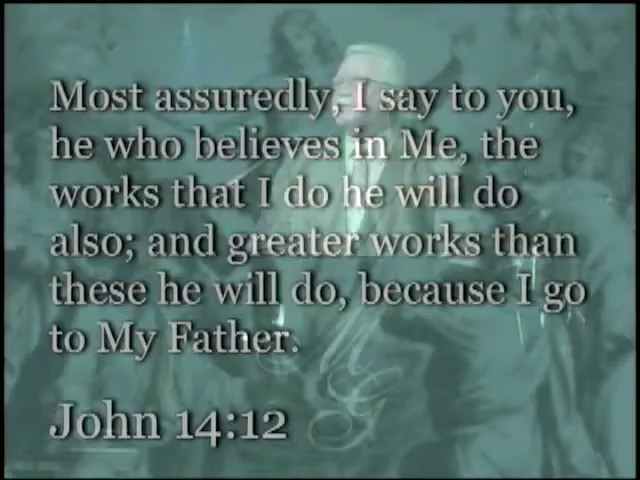 Most assuredly, I say to you,
he who believes in Me, the
works that I do he will do
also; and greater works than
these he will do, because I go
to My Father.
John 14:12